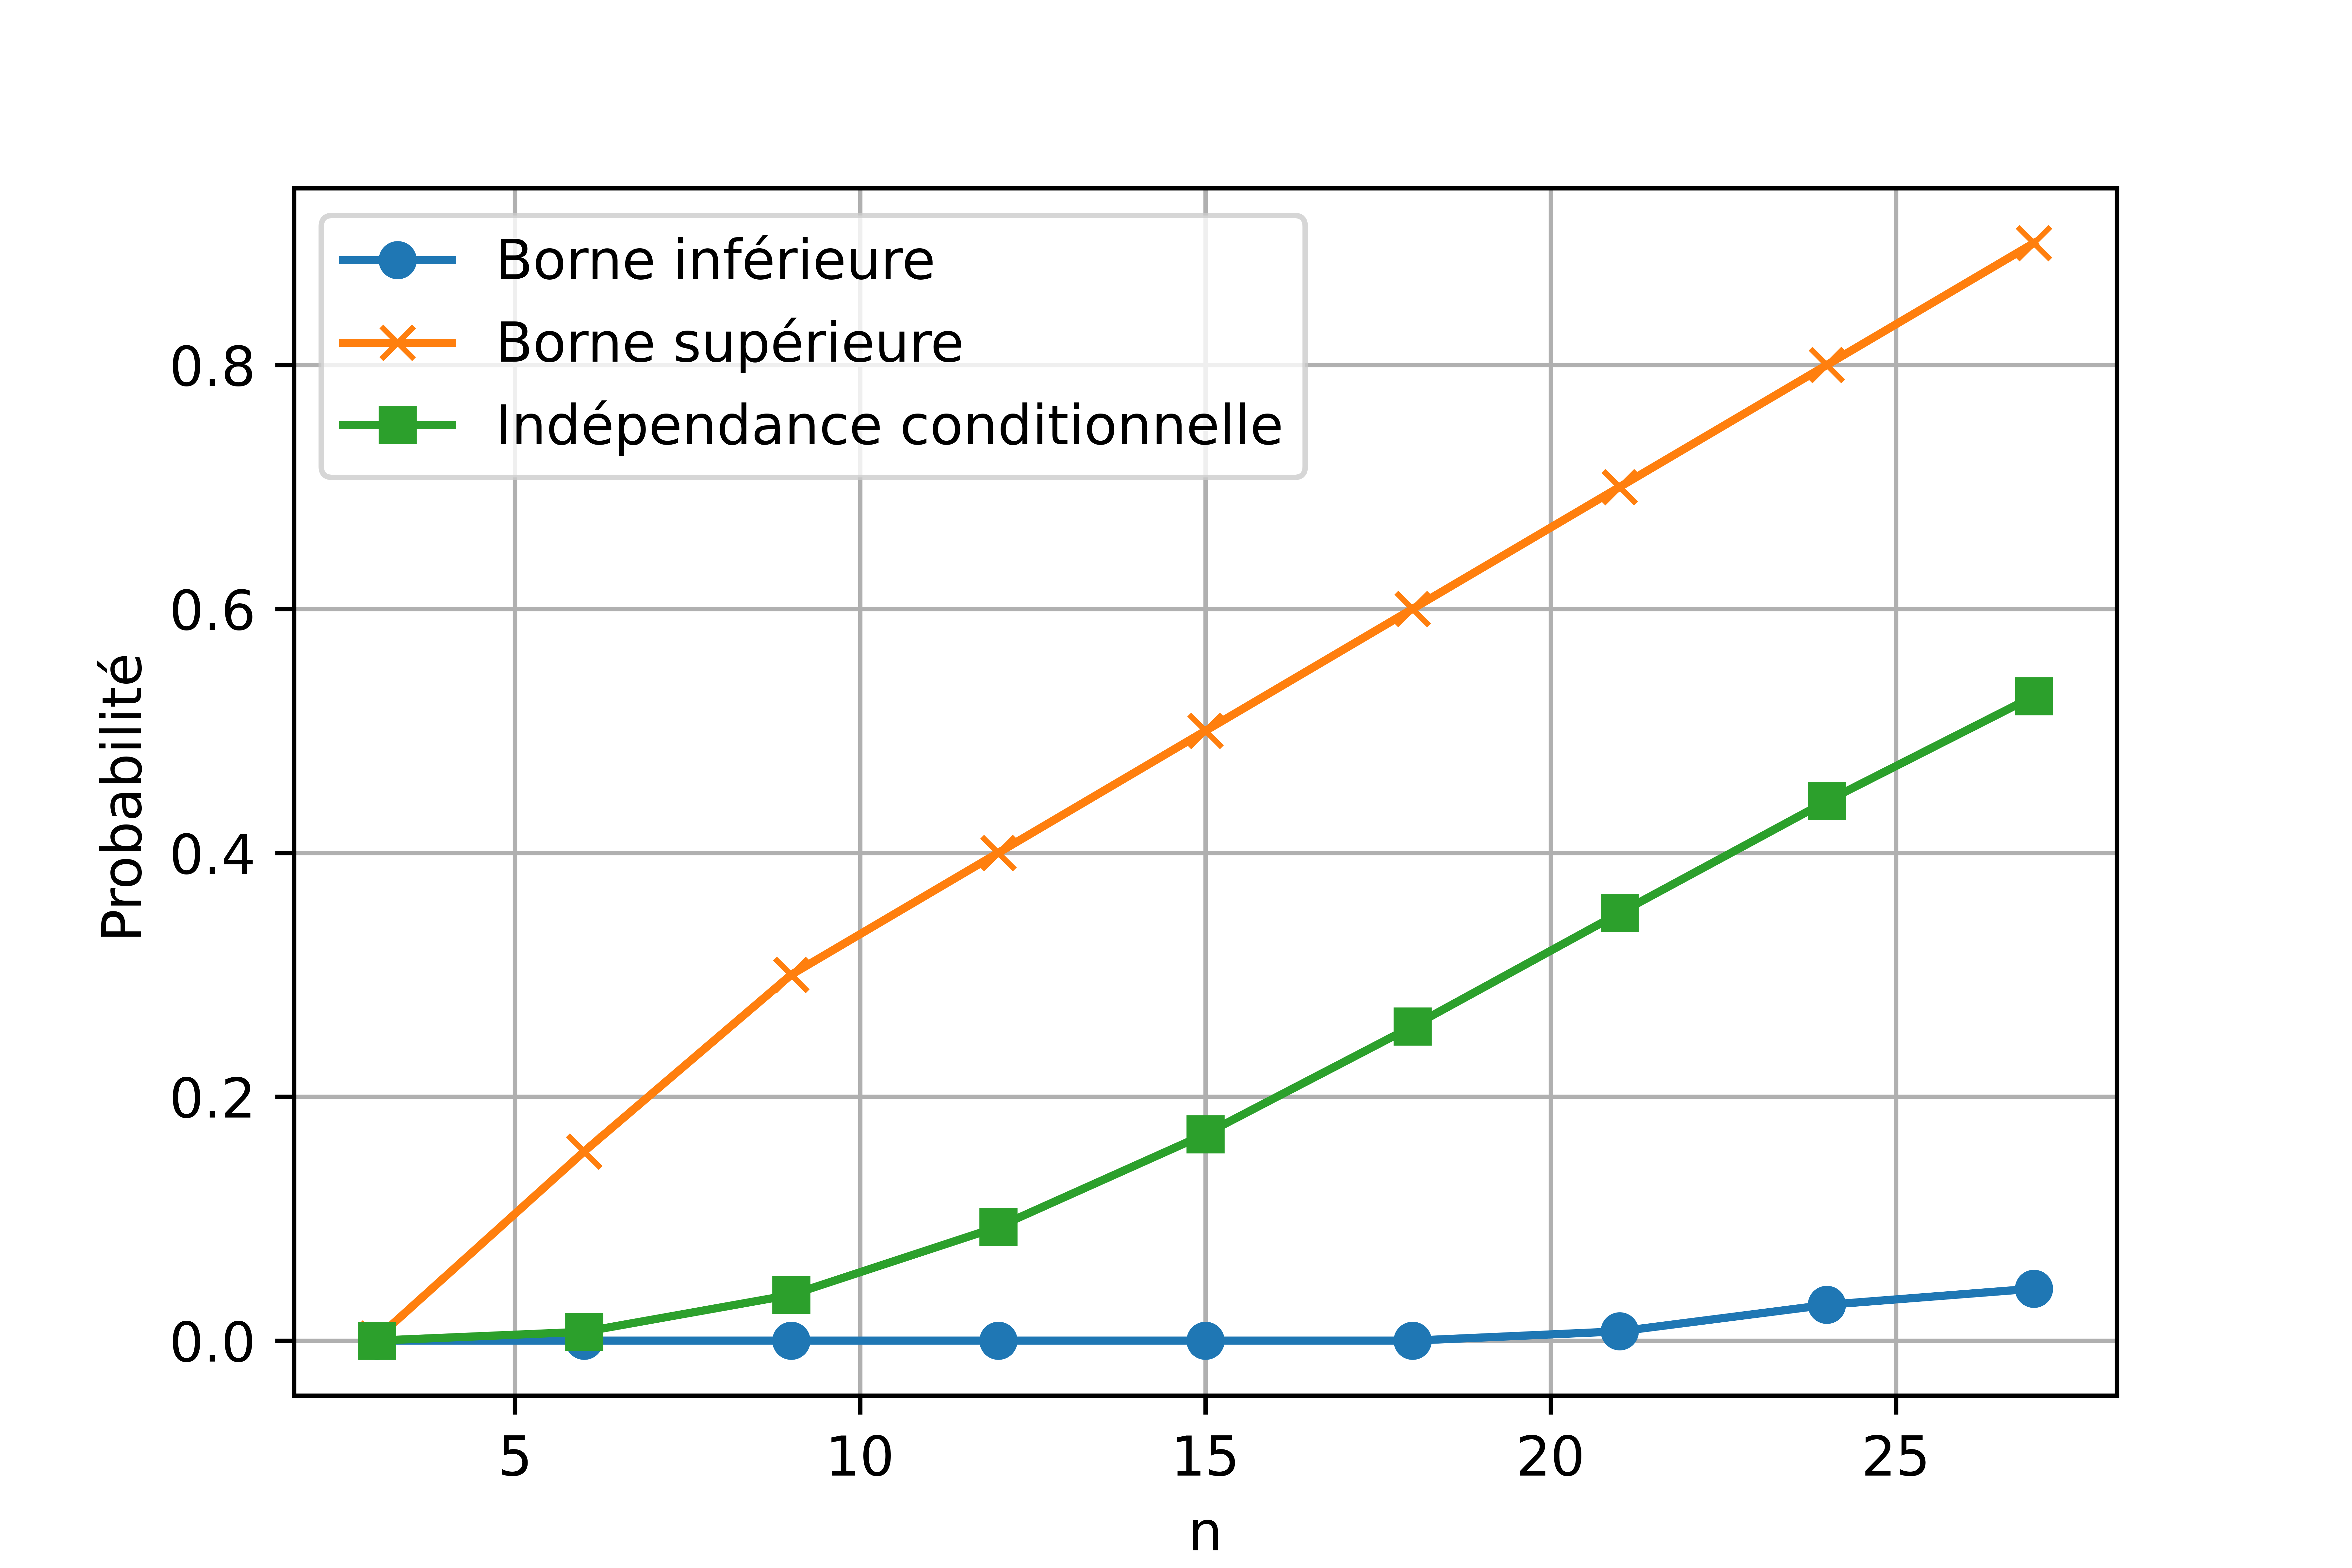 Borne inférieure
Borne supérieure
Indépendance conditionnelle
Probabilité
0.8
0.6
0.4
0.2
0.0
5 10 15 20 25
n